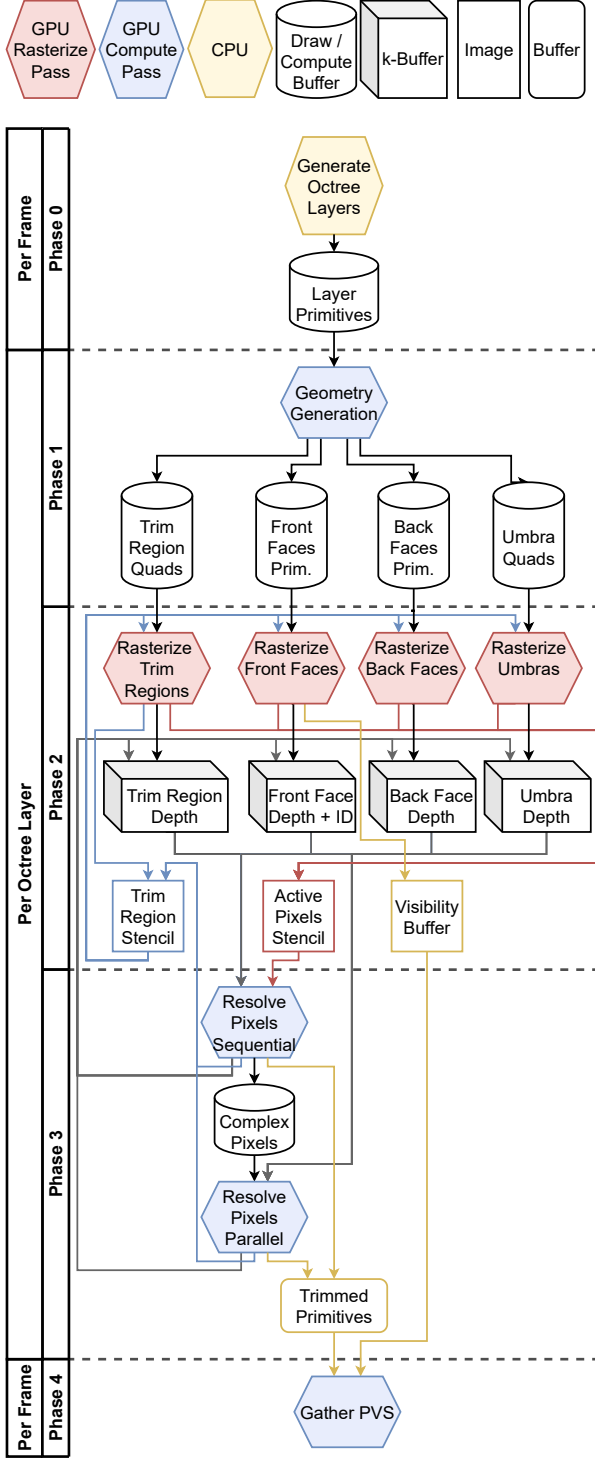 GPU
Rasterize
Pass
GPU
Compute
Pass
CPU
Draw /
Compute
Buffer
k-Buffer
Image
Buffer
Per Frame
Phase 0
Generate
Octree
Layers
Layer
Primitives
Per Octree Layer
Phase 1
Geometry
Generation
Trim
Region
Quads
Front
Faces
Prim.
Back
Faces
Prim.
Umbra
Quads
Phase 2
Rasterize
Trim
Regions
Rasterize
Front Faces
Rasterize
Back Faces
Rasterize
Umbras
Trim Region
Depth
Front Face
Depth + ID
Back Face
Depth
Umbra
Depth
Trim
Region
Stencil
Active
Pixels
Stencil
Visibility
Buffer
Phase 3
Resolve
Pixels
Sequential
Complex
Pixels
Resolve
Pixels
Parallel
Trimmed
Primitives
Per Frame
Phase 4
Gather PVS